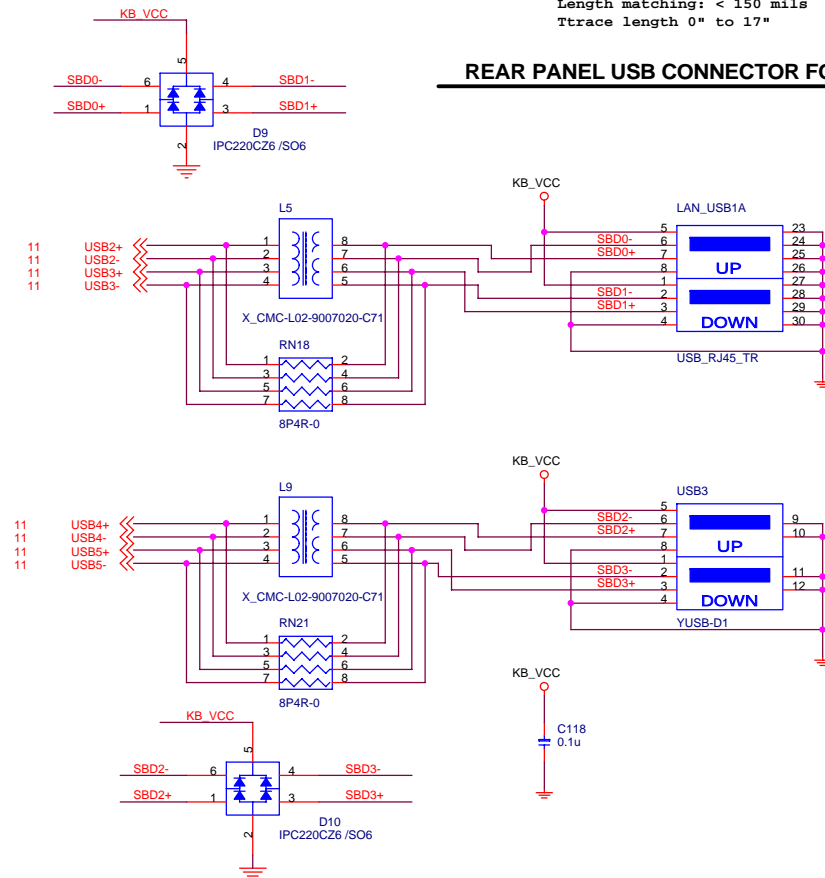 Length matching: < 150 mils
Ttrace length 0" to 17"
REAR PANEL USB CONNECTOR FO
KB_VCC
5
SBD0- 6 4 SBD1-
SBD0+ 1 3 SBD1+
2
D9
IPC220CZ6 /SO6
KB_VCC
L5
LAN_USB1A
11 USB2+ 1 8
11 USB2- 2 7
11 USB3+ 3 6
11 USB3- 4 5
5 23
SBD0- 6 24
SBD0+ 7 25
8 UP 26
1 27
SBD1- 2 28
SBD1+ 3 29
4 DOWN 30
X_CMC-L02-9007020-C71
USB_RJ45_TR
RN18
1 2
3 4
5 6
7 8
8P4R-0
KB_VCC
L9
USB3
11 USB4+ 1 8
11 USB4- 2 7
11 USB5+ 3 6
11 USB5- 4 5
5 9
SBD2- 6 10
SBD2+ 7
8 UP
1 11
SBD3- 2 12
SBD3+ 3
4 DOWN
X_CMC-L02-9007020-C71
YUSB-D1
RN21
1 2
3 4
5 6
7 8
8P4R-0
KB_VCC
C118
0.1u
KB_VCC
5
SBD2- 6 4 SBD3-
SBD2+ 1 3 SBD3+
2
D10
IPC220CZ6 /SO6